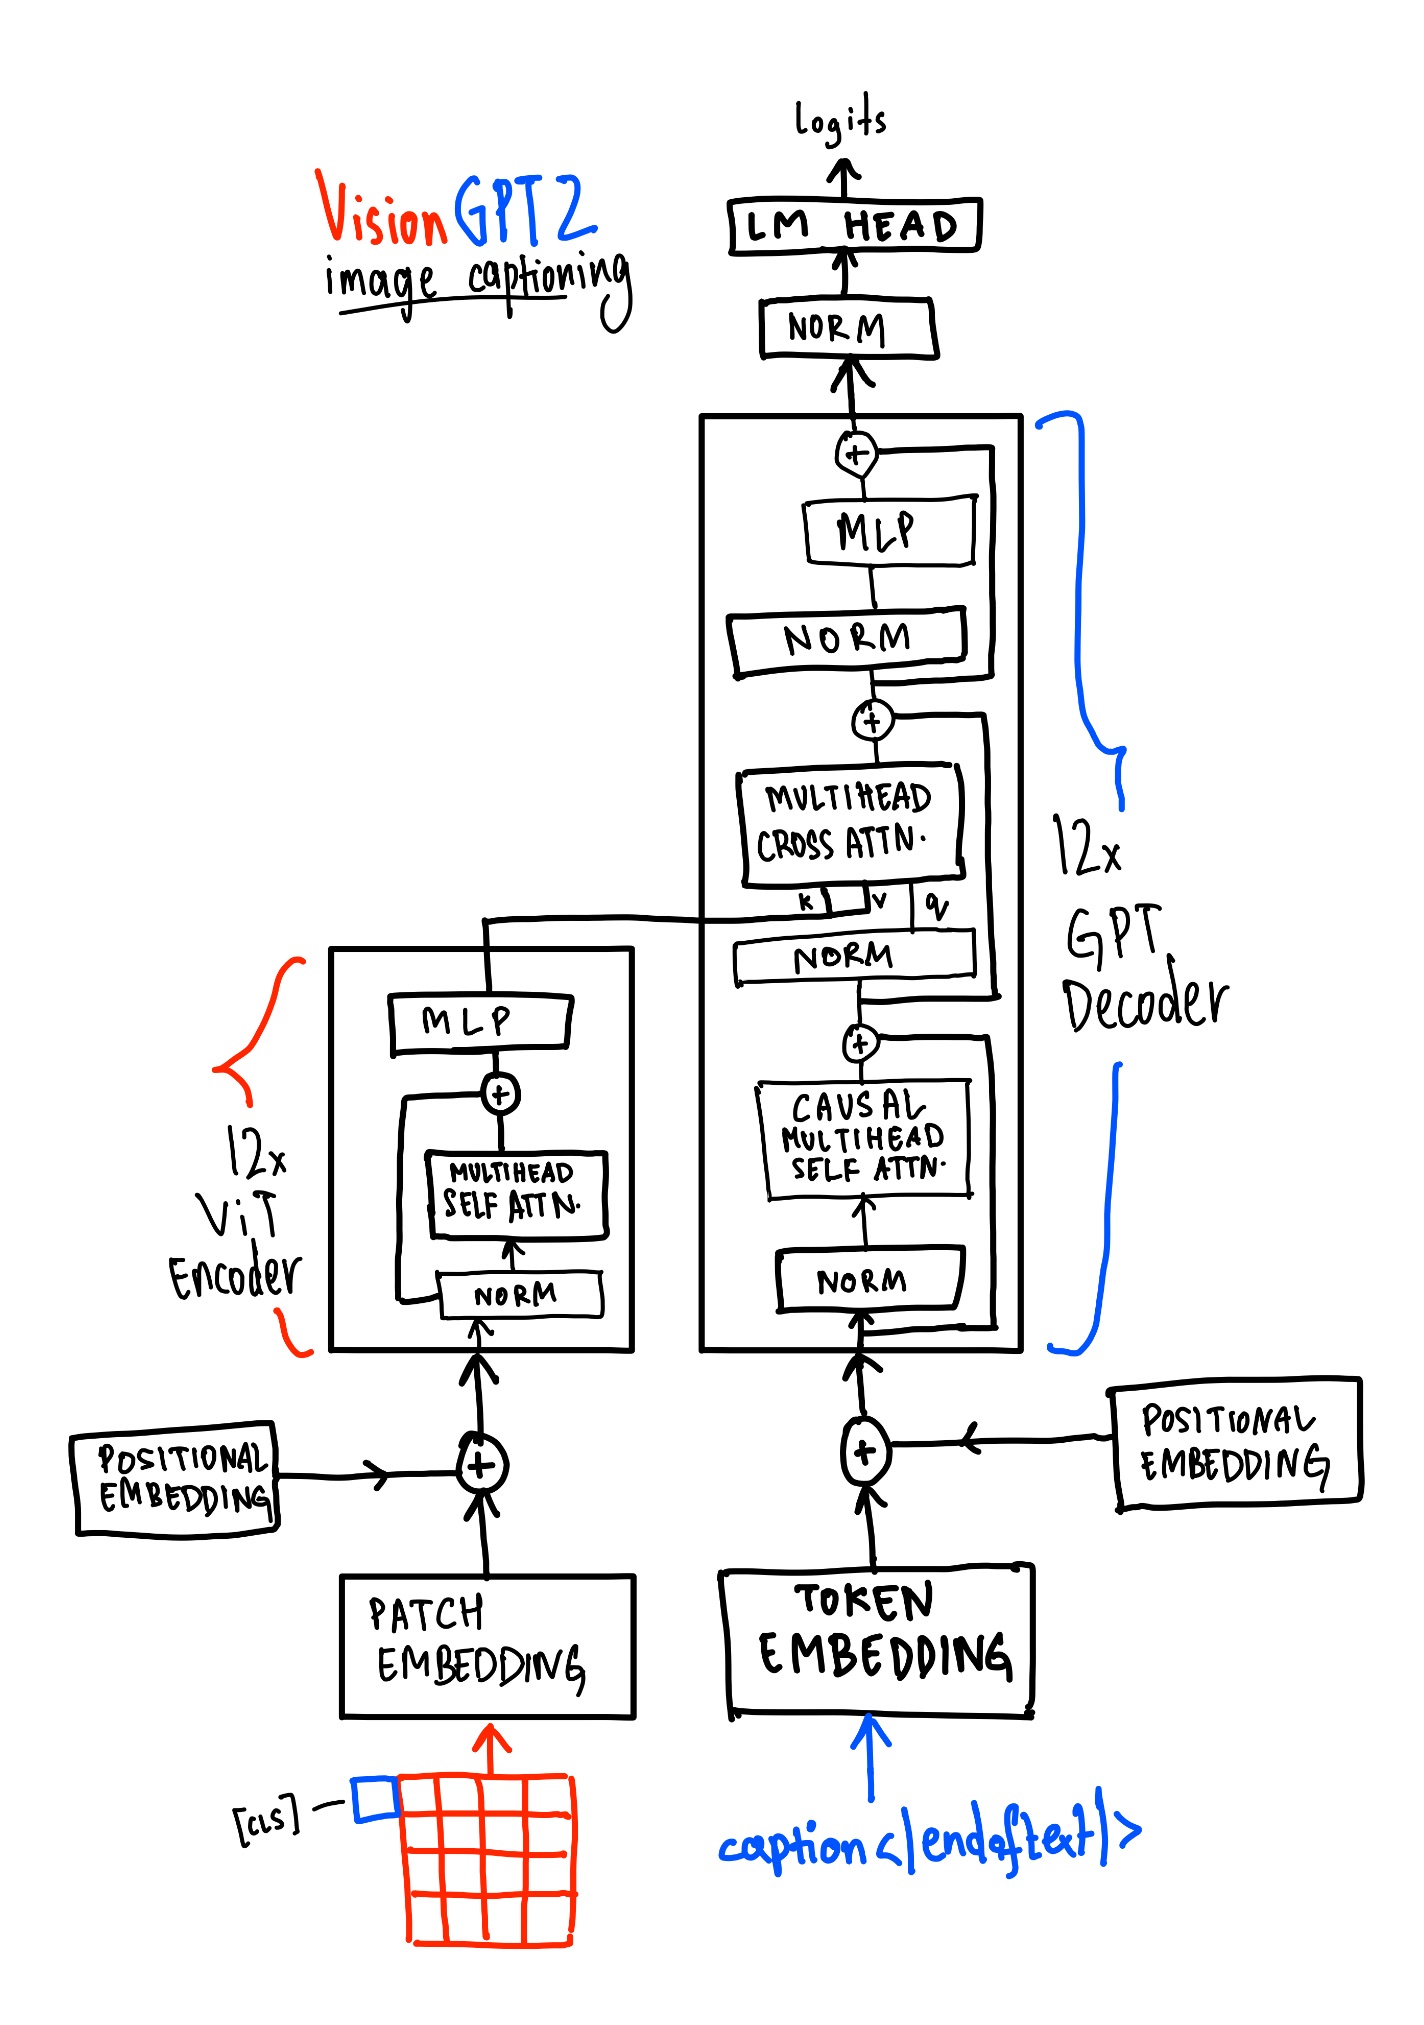 logits
LM HEAD
NORM
Vision GPT2
image captioning
+
MLP
NORM
+
MULTIHEAD
CROSS ATTN.
k v q
NORM
+
CAUSAL
MULTIHEAD
SELF ATTN.
NORM
12x
GPT
Decoder
MLP
+
MULTIHEAD
SELF ATTN.
NORM
12x
ViT
Encoder
POSITIONAL
EMBEDDING
+
PATCH
EMBEDDING
[CLS]
+
POSITIONAL
EMBEDDING
TOKEN
EMBEDDING
caption<|endoftext|>